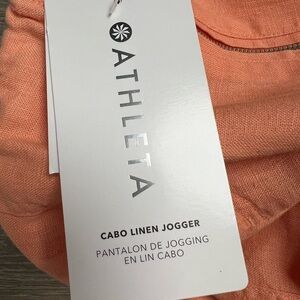 ATHLETA
CABO LINEN JOGGER
PANTALON DE JOGGING
EN LIN CABO